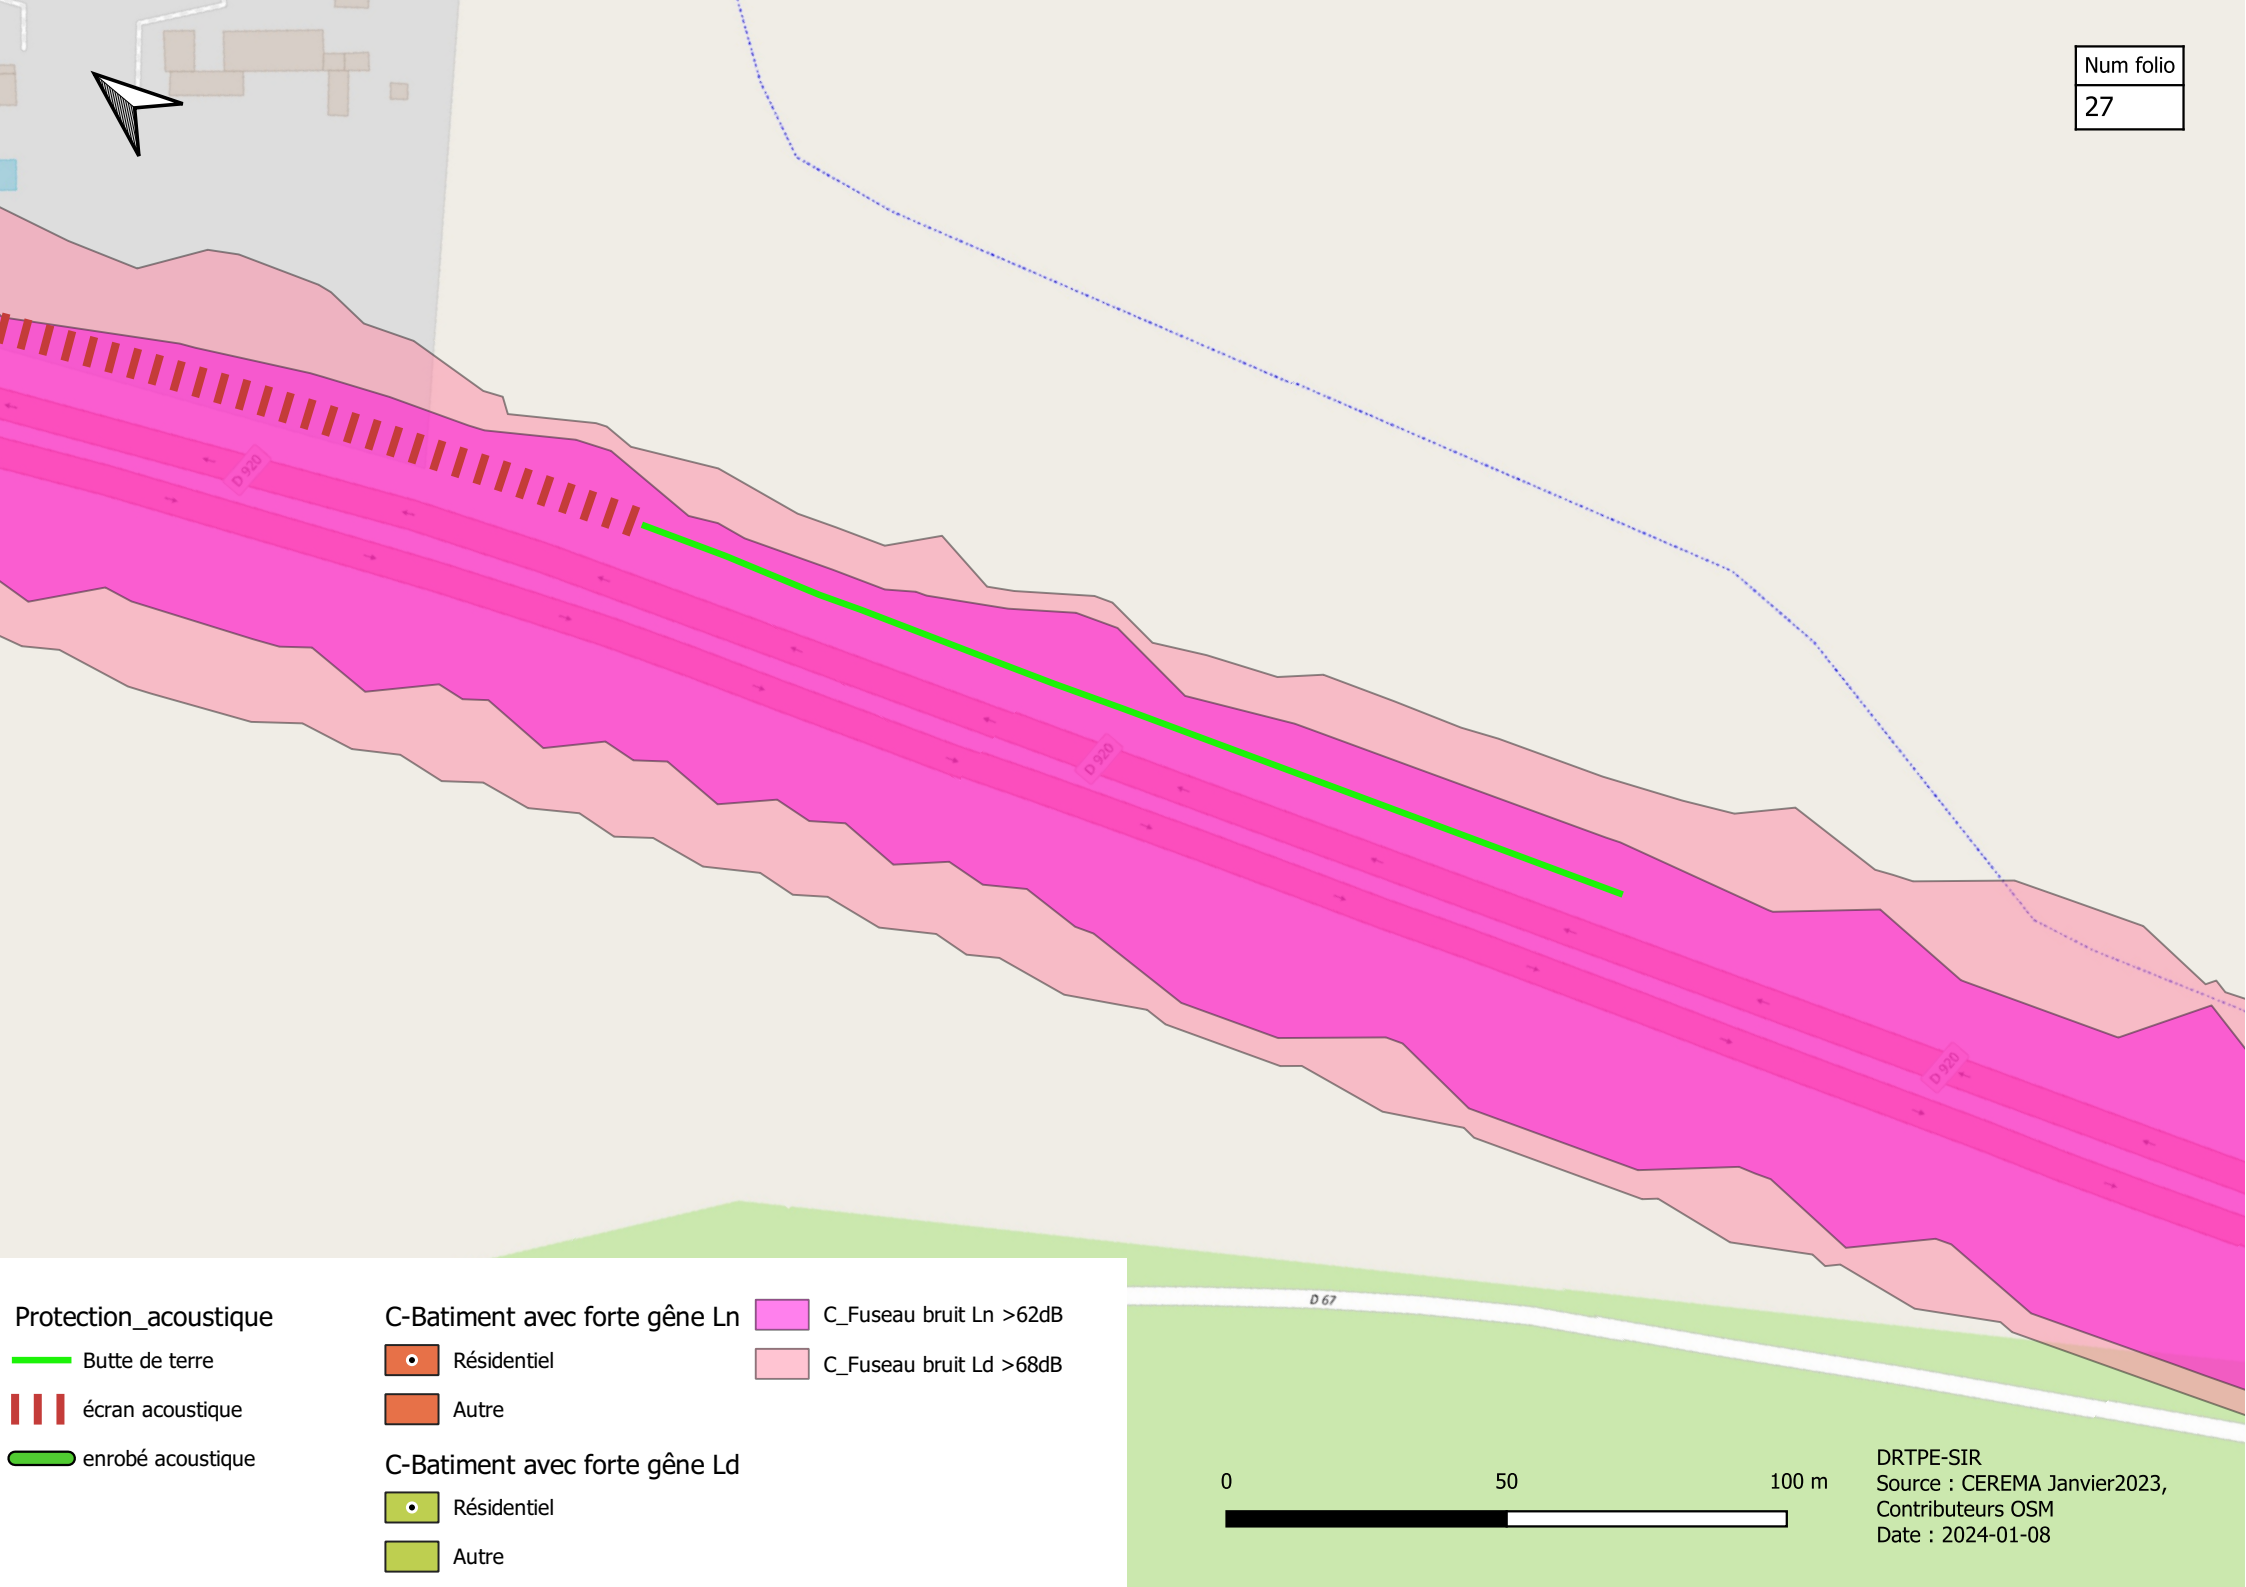 Num folio
27
D 920
D 920
D 920
D 67
Protection_acoustique
Butte de terre
écran acoustique
enrobé acoustique
C-Batiment avec forte gêne Ln
Résidentiel
Autre
C-Batiment avec forte gêne Ld
Résidentiel
Autre
C_Fuseau bruit Ln >62dB
C_Fuseau bruit Ld >68dB
0 50 100 m
DRTPE-SIR
Source : CEREMA Janvier2023,
Contributeurs OSM
Date : 2024-01-08